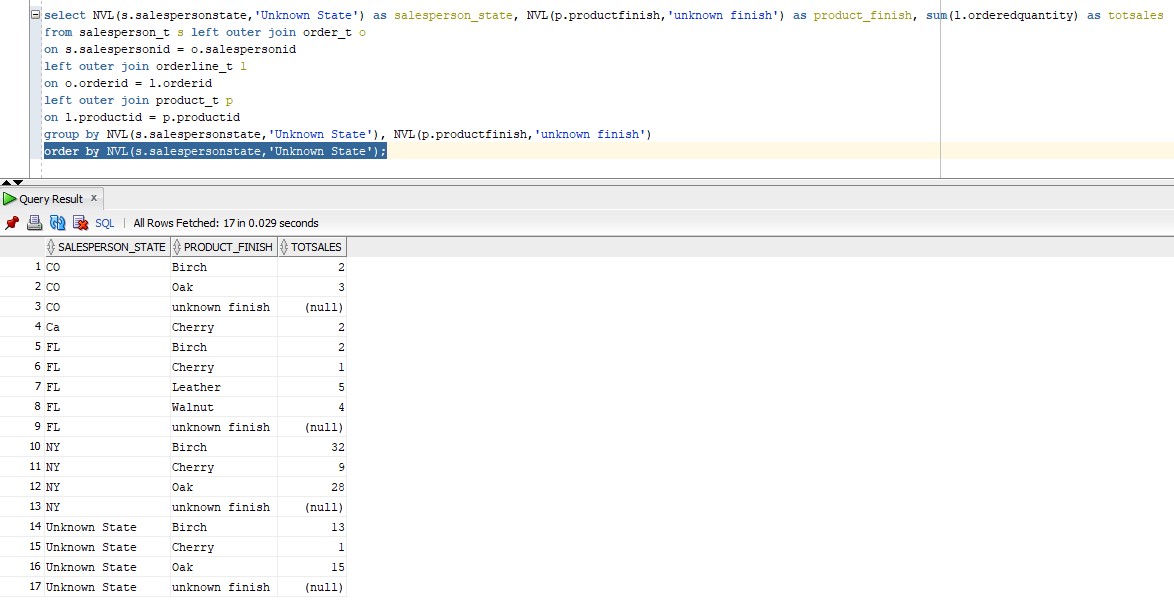 select NVL(s.salespersonstate,'Unknown State') as salesperson_state, NVL(p.productfinish,'unknown finish') as product_finish, sum(l.orderedquantity) as totsales
from salesperson_t s left outer join order_t o
on s.salespersonid = o.salespersonid
left outer join orderline_t l
on o.orderid = l.orderid
left outer join product_t p
on l.productid = p.productid
group by NVL(s.salespersonstate,'Unknown State'), NVL(p.productfinish,'unknown finish')
order by NVL(s.salespersonstate,'Unknown State');
Query Result x
SQL | All Rows Fetched: 17 in 0.029 seconds
SALESPERSON_STATE PRODUCT_FINISH TOTSALES
1 CO Birch 2
2 CO Oak 3
3 CO unknown finish (null)
4 Ca Cherry 2
5 FL Birch 2
6 FL Cherry 1
7 FL Leather 5
8 FL Walnut 4
9 FL unknown finish (null)
10 NY Birch 32
11 NY Cherry 9
12 NY Oak 28
13 NY unknown finish (null)
14 Unknown State Birch 13
15 Unknown State Cherry 1
16 Unknown State Oak 15
17 Unknown State unknown finish (null)